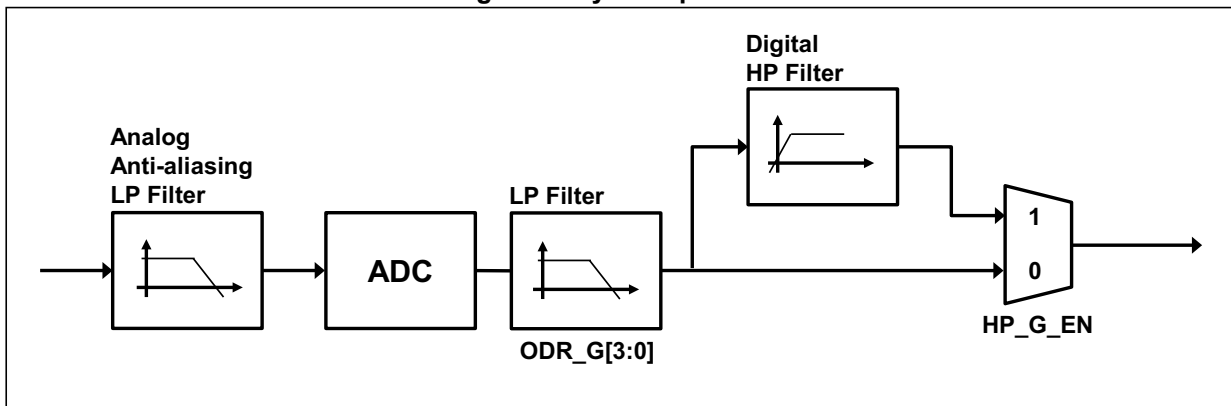 Digital
HP Filter
Analog
Anti-aliasing
LP Filter
LP Filter
ADC
1
0
ODR_G[3:0]
HP_G_EN